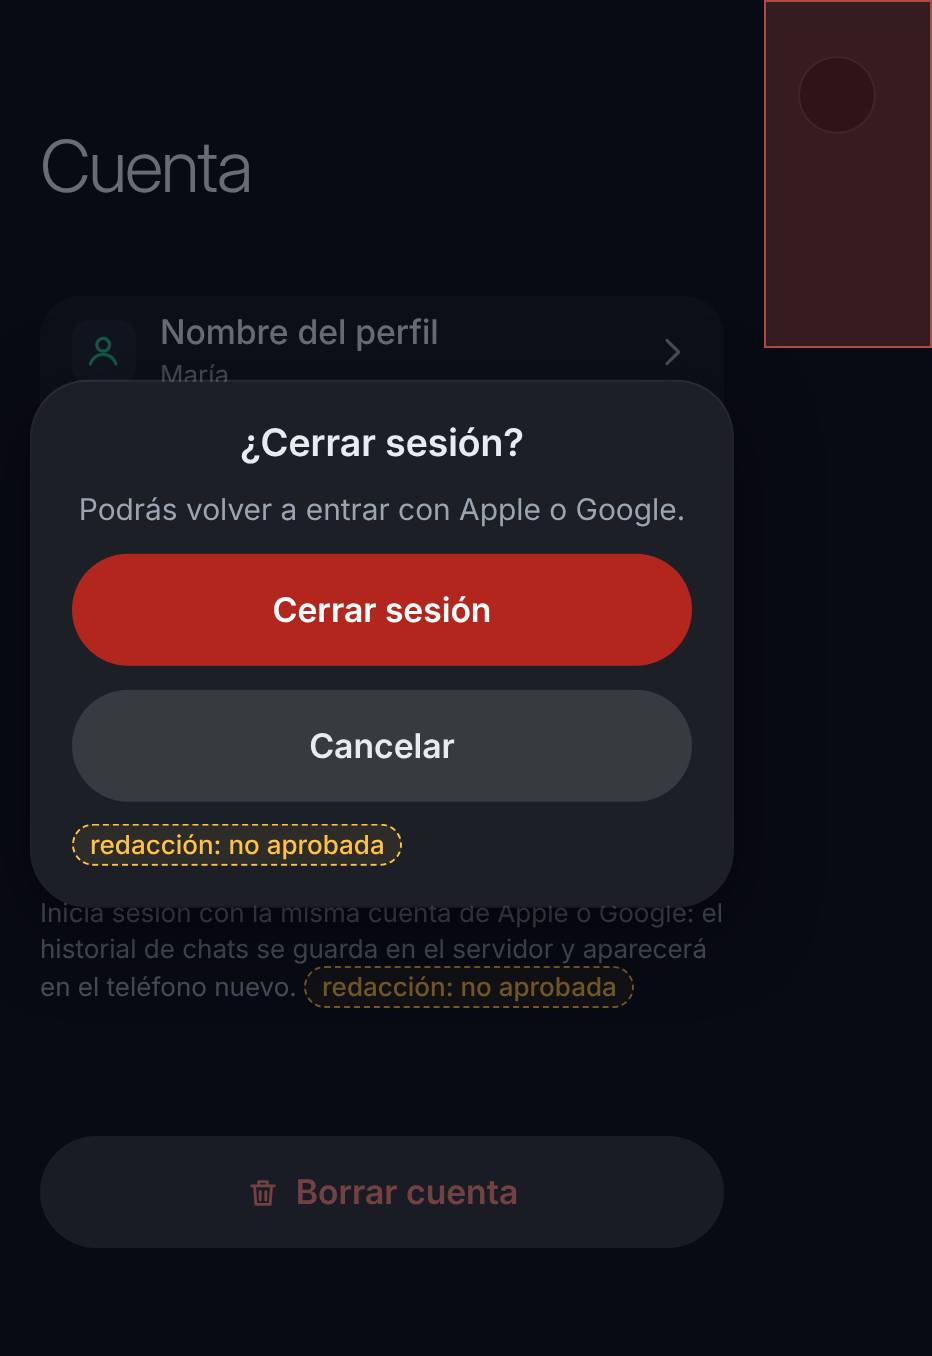 Cuenta
Nombre del perfil
María
¿Cerrar sesión?
Podrás volver a entrar con Apple o Google.
Cerrar sesión
Cancelar
redacción: no aprobada
Inicia sesión con la misma cuenta de Apple o Google: el
historial de chats se guarda en el servidor y aparecerá
en el teléfono nuevo. redacción: no aprobada
Borrar cuenta